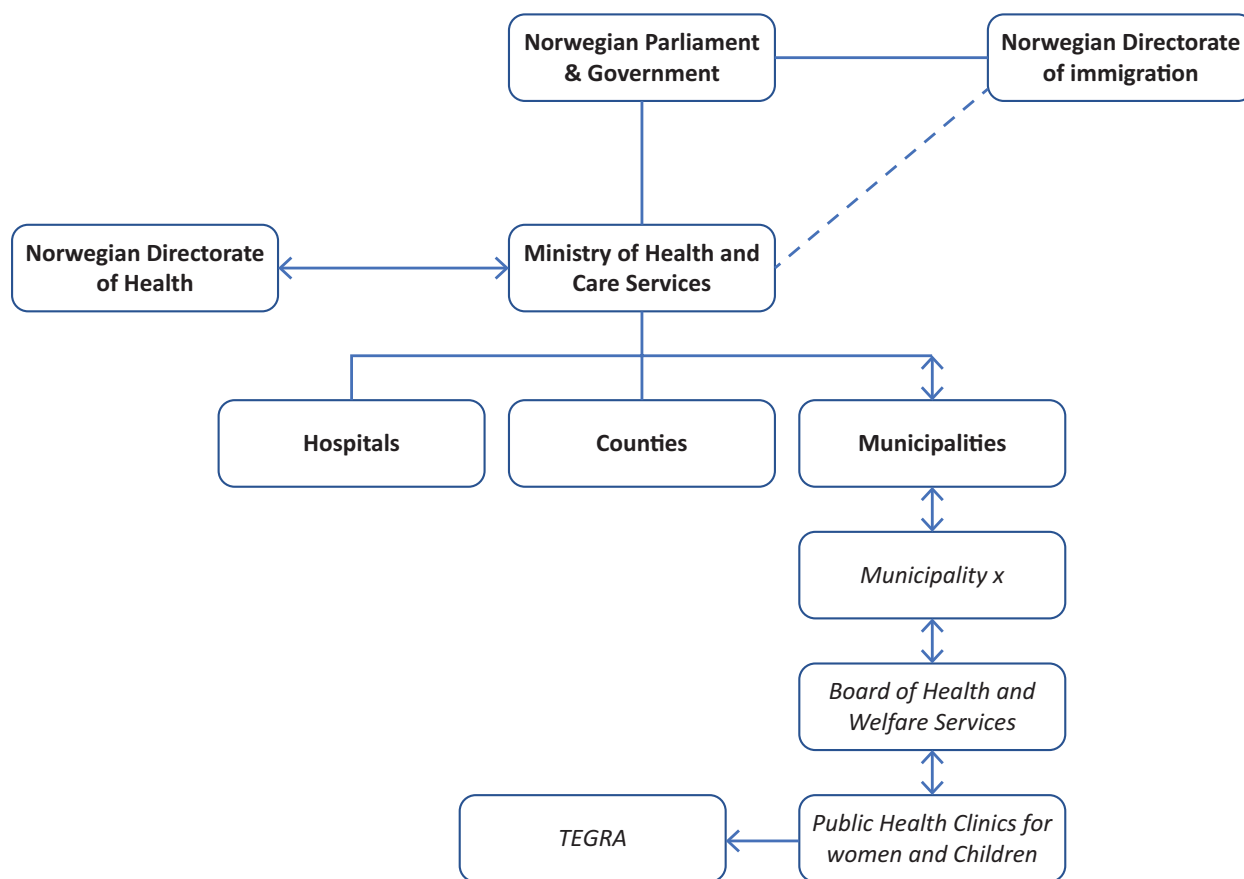 Norwegian Parliament
& Government
Norwegian Directorate
of immigration
Norwegian Directorate
of Health
Ministry of Health and
Care Services
Hospitals
Counties
Municipalities
Municipality x
Board of Health and
Welfare Services
TEGRA
Public Health Clinics for
women and Children